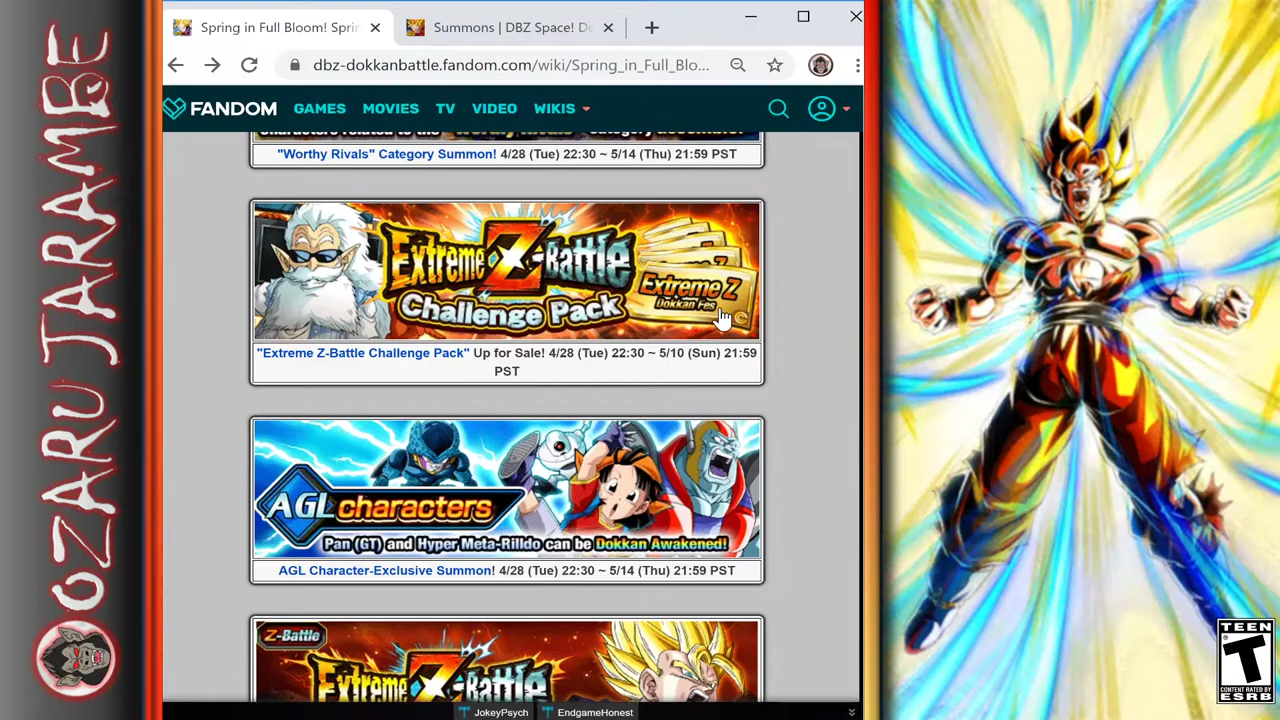 Spring in Full Bloom! Sprin
Summons | DBZ Space! Do
dbz-dokkanbattle.fandom.com/wiki/Spring_in_Full_Blo...
FANDOM GAMES MOVIES TV VIDEO WIKIS
"Worthy Rivals" Category Summon! 4/28 (Tue) 22:30 ~ 5/14 (Thu) 21:59 PST
Extreme Z-Battle
Challenge Pack
Extreme Z
Dokkan Fes
"Extreme Z-Battle Challenge Pack" Up for Sale! 4/28 (Tue) 22:30 ~ 5/10 (Sun) 21:59
PST
AGL characters
Pan (GT) and Hyper Meta-Rilldo can be Dokkan Awakened!
AGL Character-Exclusive Summon! 4/28 (Tue) 22:30 ~ 5/14 (Thu) 21:59 PST
Z-Battle
Extreme Z-Battle
JokeyPsych EndgameHonest
OOZARU JARAMBE
TEEN
T
CONTENT RATED BY
ESRB